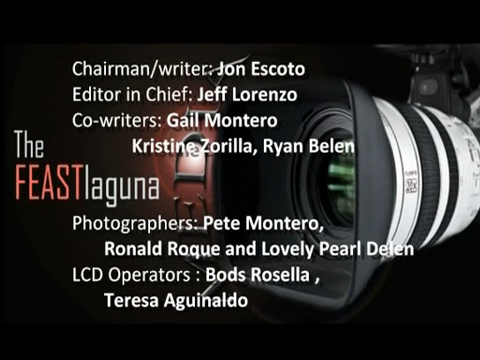 Chairman/writer: Jon Escoto
Editor in Chief: Jeff Lorenzo
Co-writers: Gail Montero
Kristine Zorilla, Ryan Belen
The
FEASTlaguna
Photographers: Pete Montero,
Ronald Roque and Lovely Pearl Delen
LCD Operators : Bods Rosella ,
Teresa Aguinaldo
20x